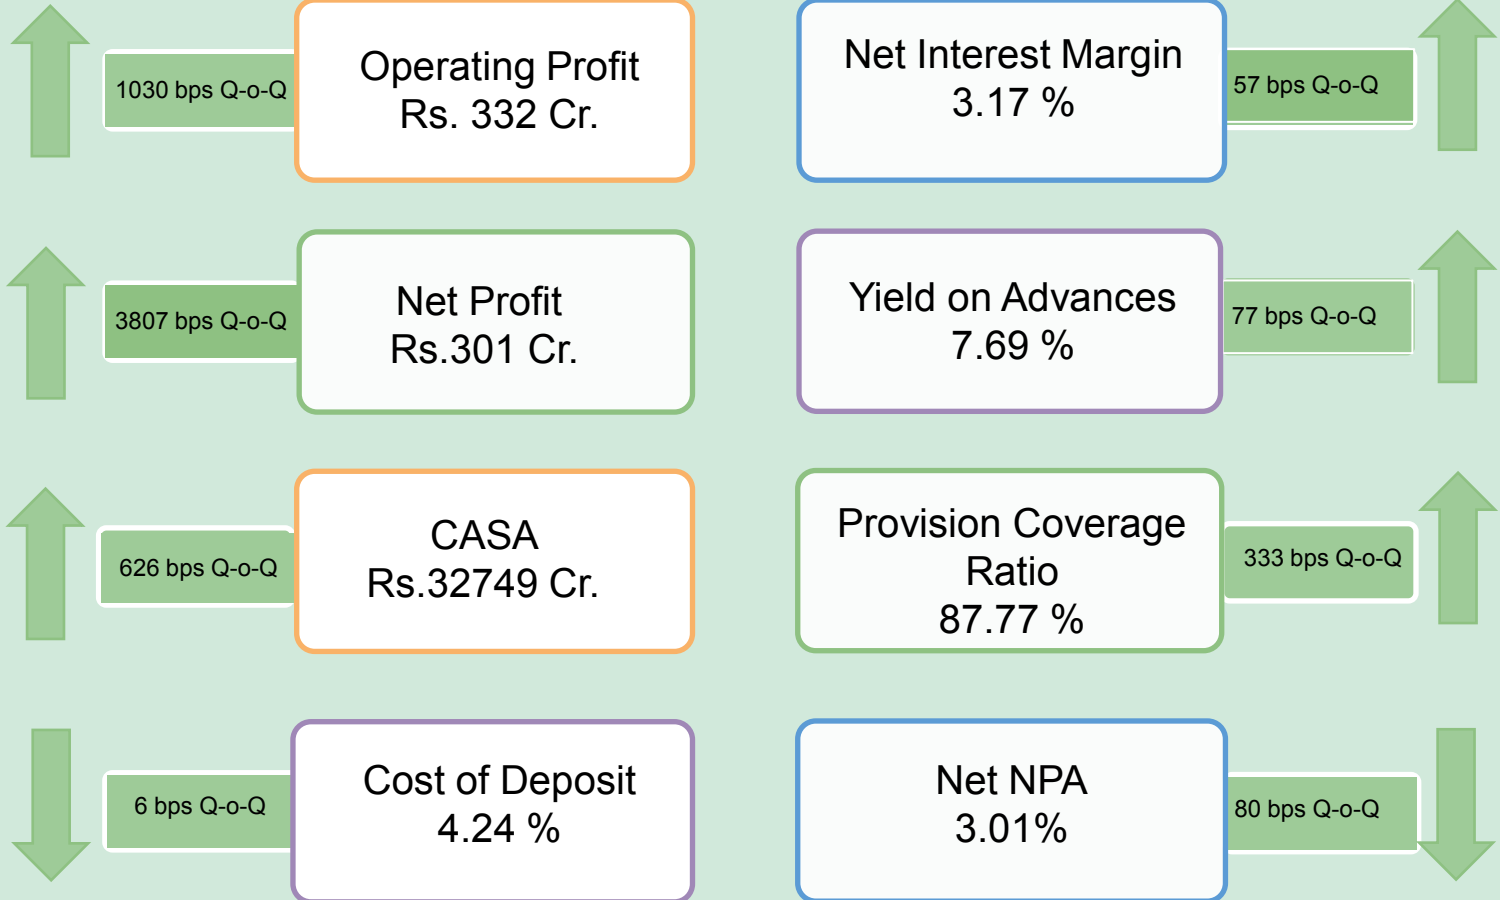 1030 bps Q-o-Q
Operating Profit
Rs. 332 Cr.
Net Interest Margin
3.17 %
57 bps Q-o-Q
3807 bps Q-o-Q
Net Profit
Rs.301 Cr.
Yield on Advances
7.69 %
77 bps Q-o-Q
626 bps Q-o-Q
CASA
Rs.32749 Cr.
Provision Coverage
Ratio
87.77 %
333 bps Q-o-Q
6 bps Q-o-Q
Cost of Deposit
4.24 %
Net NPA
3.01%
80 bps Q-o-Q